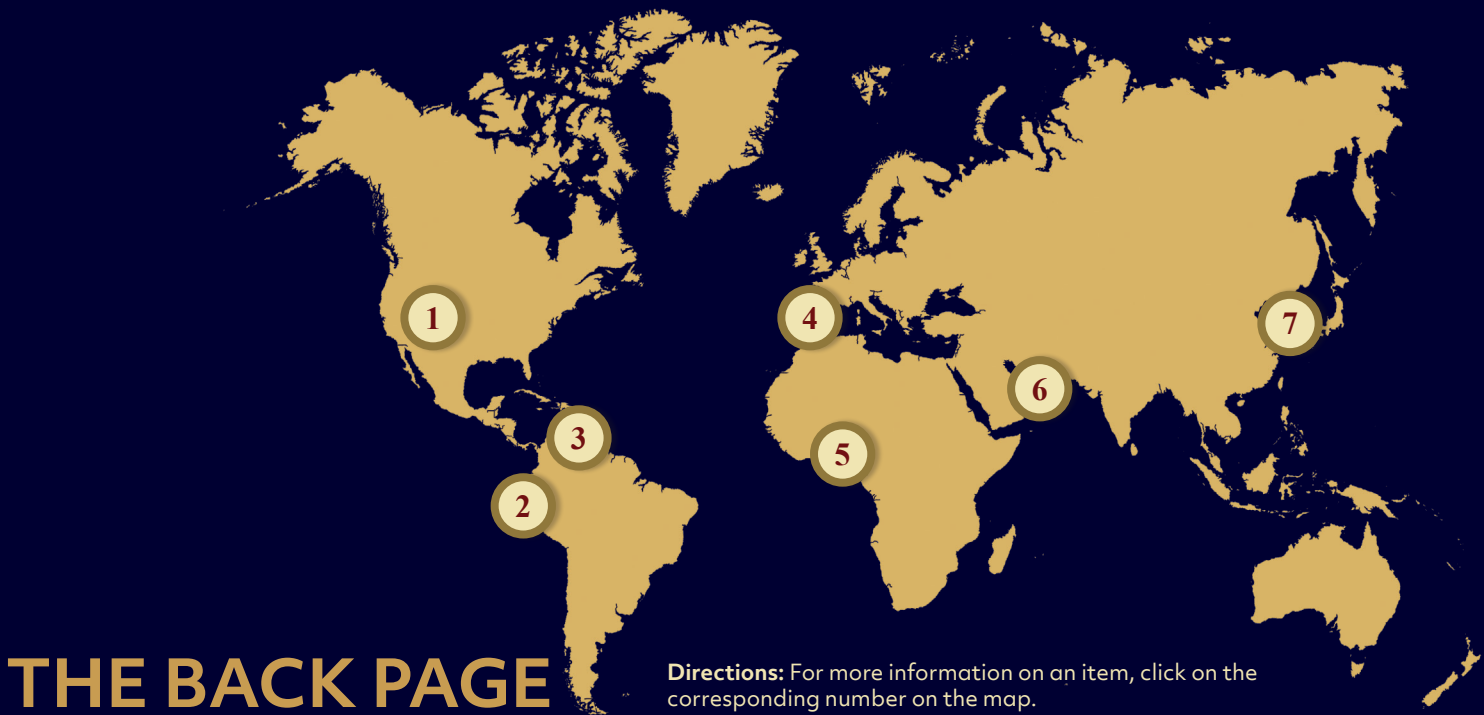 1
4
7
6
3
5
2
THE BACK PAGE
Directions: For more information on an item, click on the
corresponding number on the map.